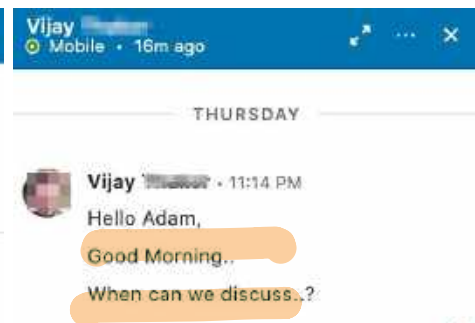 Vijay
Mobile • 16m ago
THURSDAY
Vijay • 11:14 PM
Hello Adam,
Good Morning..
When can we discuss..?